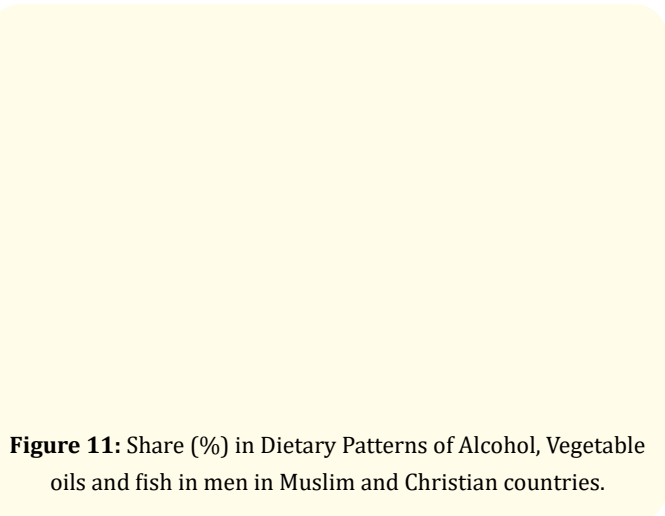 Figure 11: Share (%) in Dietary Patterns of Alcohol, Vegetable
oils and fish in men in Muslim and Christian countries.